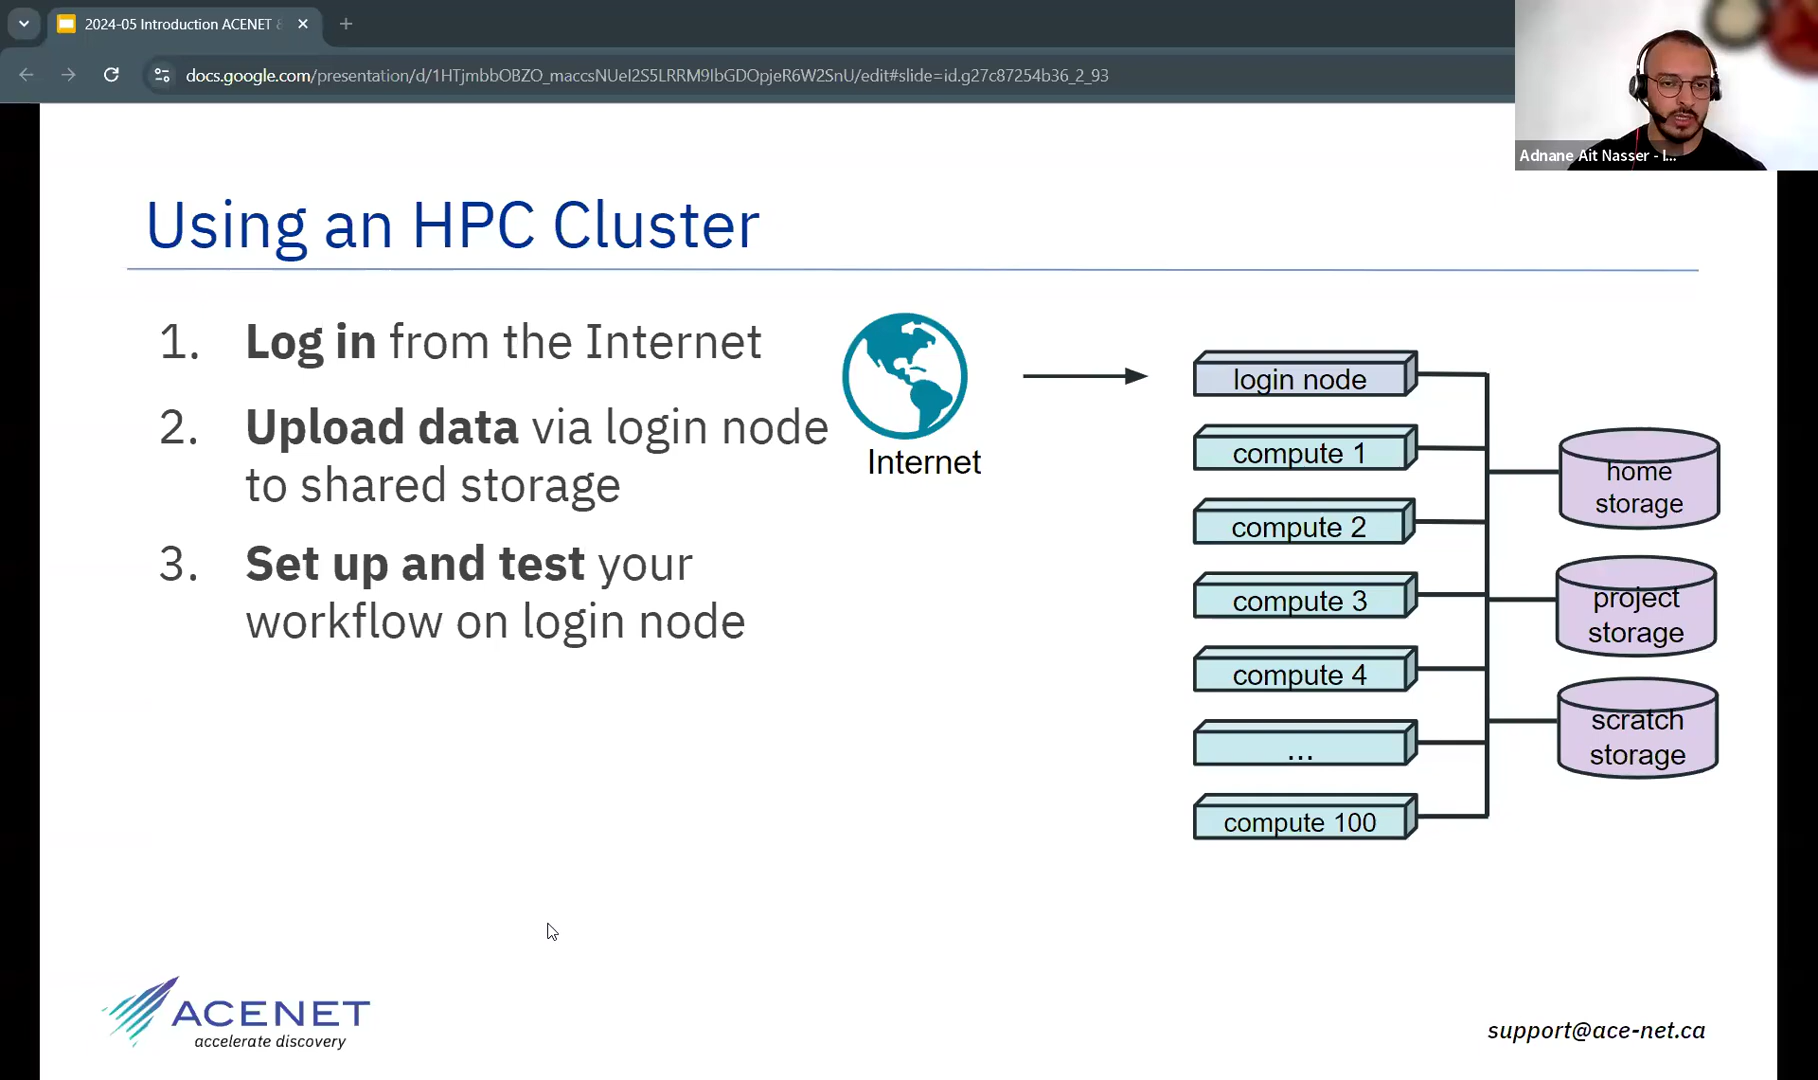 2024-05 Introduction ACENET &
docs.google.com/presentation/d/1HTjmbbOBZO_maccsNUeI2S5LRRM9IbGDOpjeR6W2SnU/edit#slide=id.g27c87254b36_2_93
Adnane Ait Nasser - I...
Using an HPC Cluster
1. Log in from the Internet
2. Upload data via login node
to shared storage
3. Set up and test your
workflow on login node
Internet
login node
compute 1
compute 2
compute 3
compute 4
...
compute 100
home
storage
project
storage
scratch
storage
ACENET
accelerate discovery
support@ace-net.ca